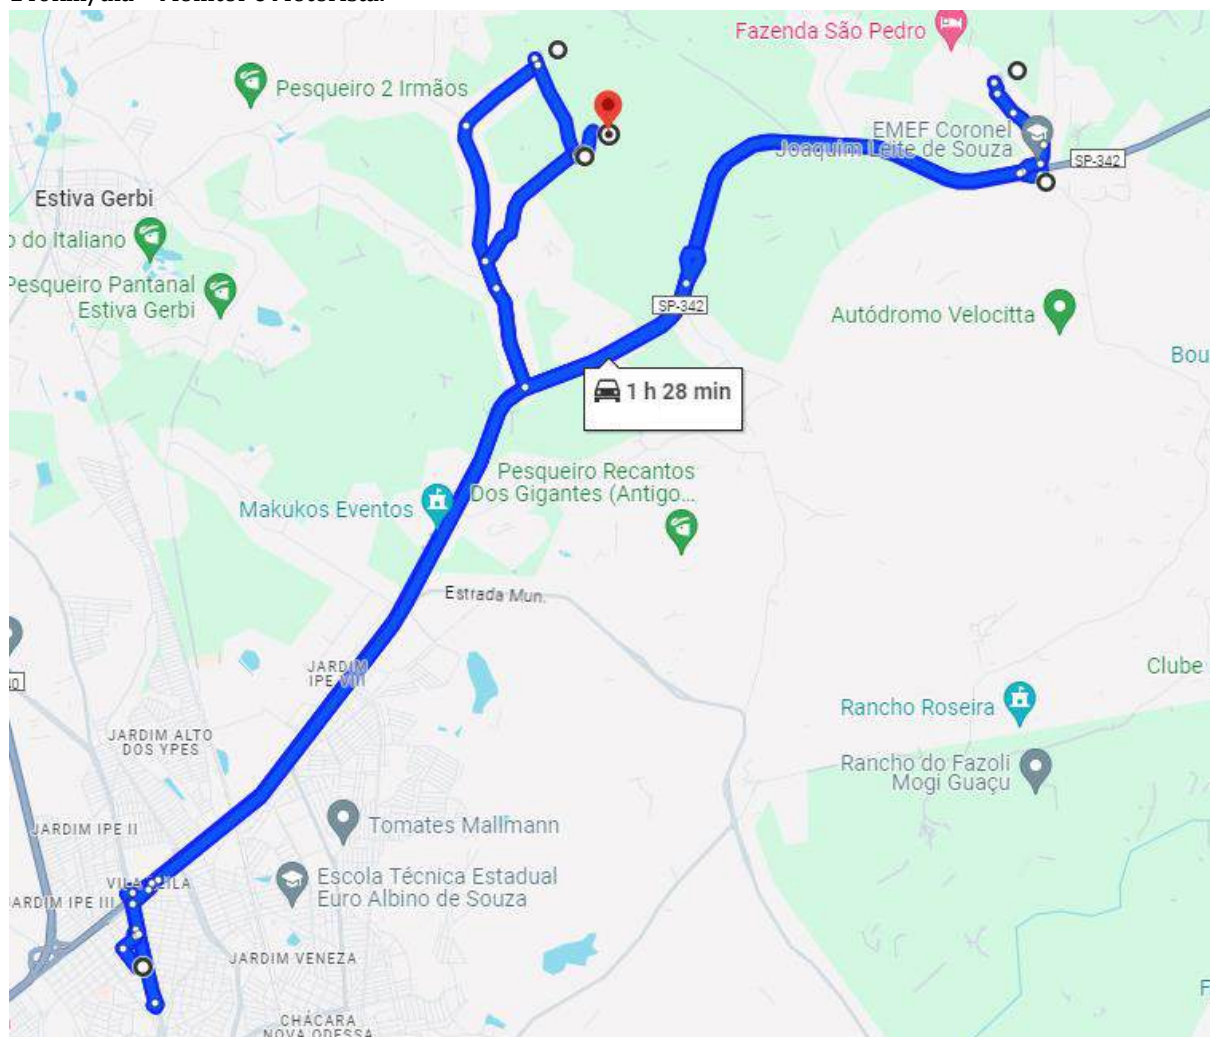 Fazenda São Pedro
Pesqueiro 2 Irmãos
EMEF Coronel
Joaquim Leite de Souza
SP-342
Estiva Gerbi
o do Italiano
Pesqueiro Pantanal
Estiva Gerbi
SP-342
Autódromo Velocitta
Bou
1 h 28 min
Pesqueiro Recantos
Dos Gigantes (Antigo...
Makukos Eventos
Estrada Mun.
JARDIM
IPE VIII
Clube
Rancho Roseira
JARDIM ALTO
DOS YPES
Rancho do Fazoli
Mogi Guaçu
JARDIM IPE II
Tomates Mallmann
Escola Técnica Estadual
Euro Albino de Souza
JARDIM IPE III
JARDIM VENEZA
CHÁCARA
NOVA ODESSA